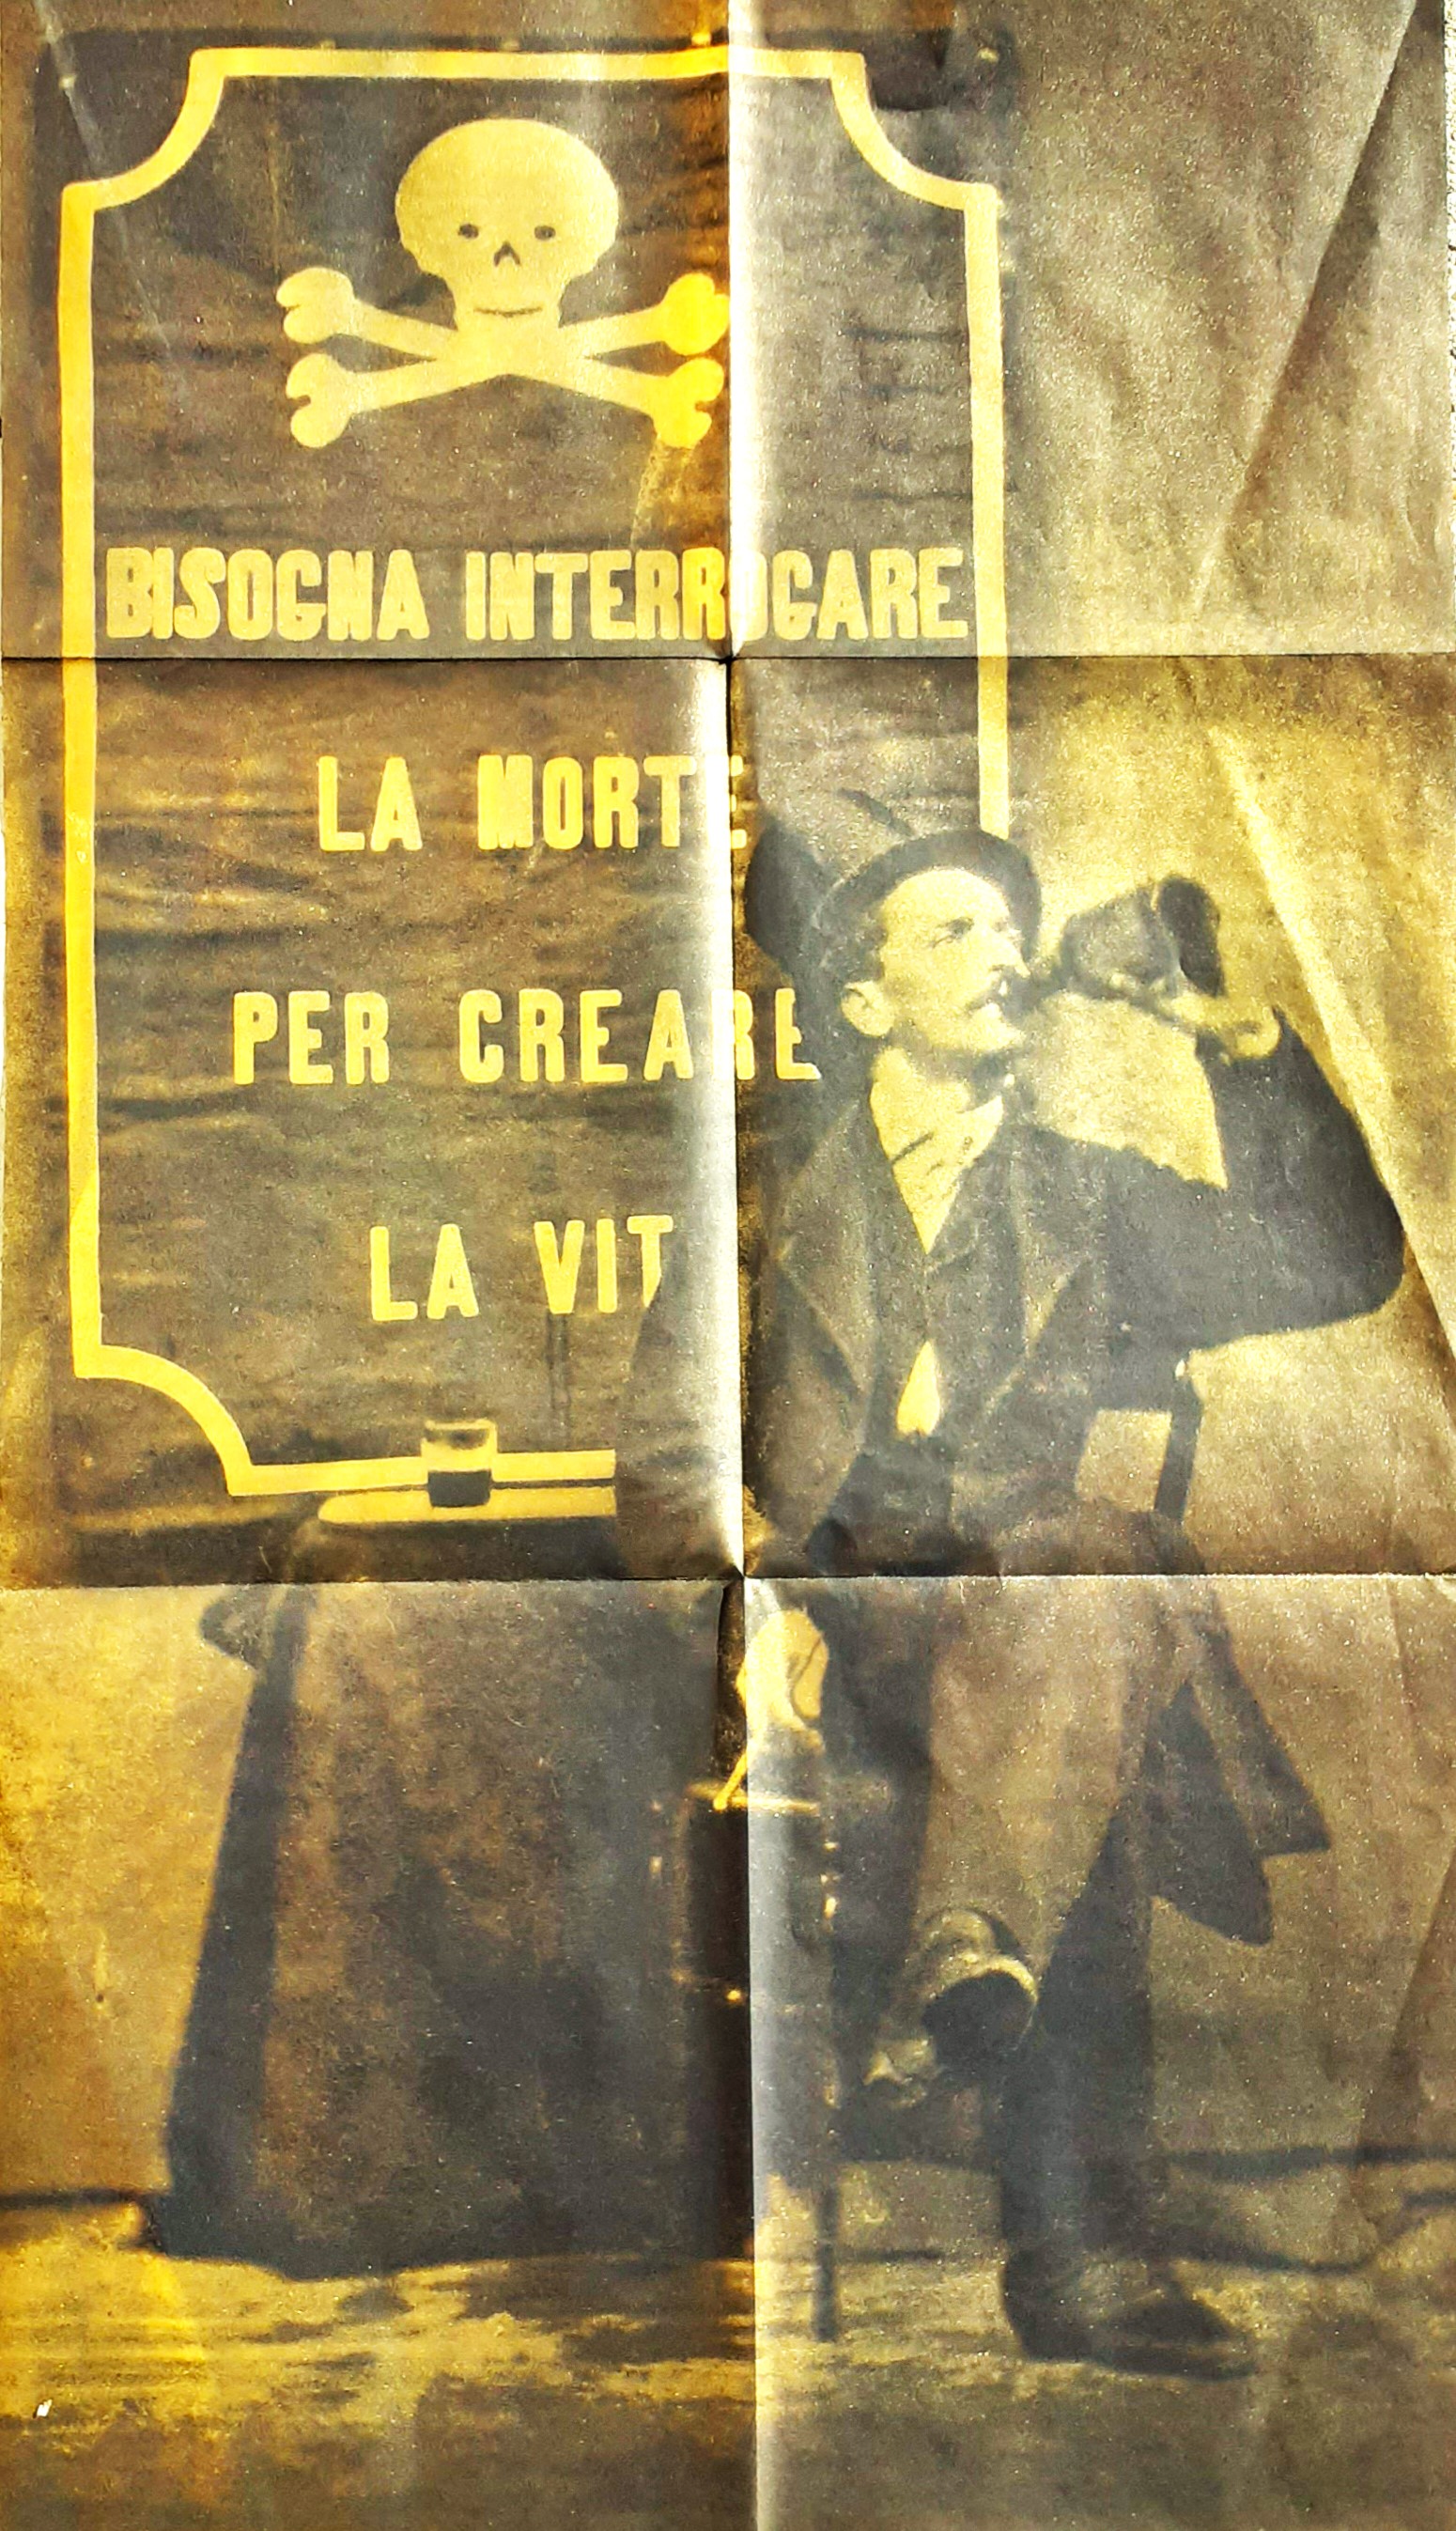 BISOGNA INTERROGARE
LA MORTE
PER CREARE
LA VIT